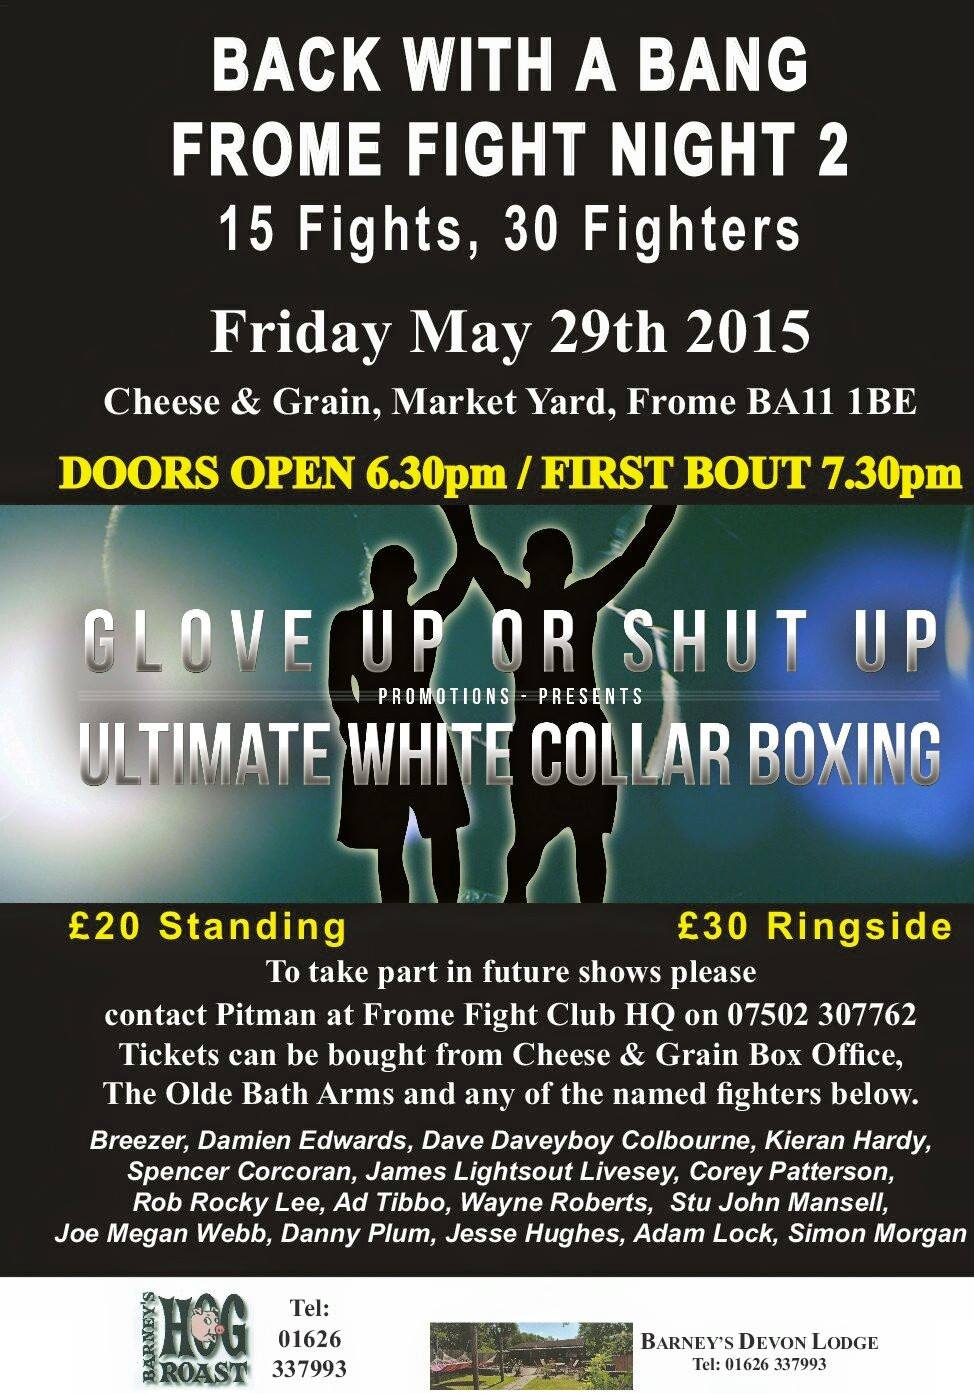 BACK WITH A BANG
FROME FIGHT NIGHT 2
15 Fights, 30 Fighters
Friday May 29th 2015
Cheese & Grain, Market Yard, Frome BA11 1BE
DOORS OPEN 6.30pm / FIRST BOUT 7.30pm
GLOVE UP OR SHUT UP
PROMOTIONS - PRESENTS
ULTIMATE WHITE COLLAR BOXING
£20 Standing £30 Ringside
To take part in future shows please
contact Pitman at Frome Fight Club HQ on 07502 307762
Tickets can be bought from Cheese & Grain Box Office,
The Olde Bath Arms and any of the named fighters below.
Breezer, Damien Edwards, Dave Daveyboy Colbourne, Kieran Hardy,
Spencer Corcoran, James Lightsout Livesey, Corey Patterson,
Rob Rocky Lee, Ad Tibbo, Wayne Roberts, Stu John Mansell,
Joe Megan Webb, Danny Plum, Jesse Hughes, Adam Lock, Simon Morgan
BARNEY'S
HOG
ROAST
Tel:
01626
337993
BARNEY'S DEVON LODGE
Tel: 01626 337993